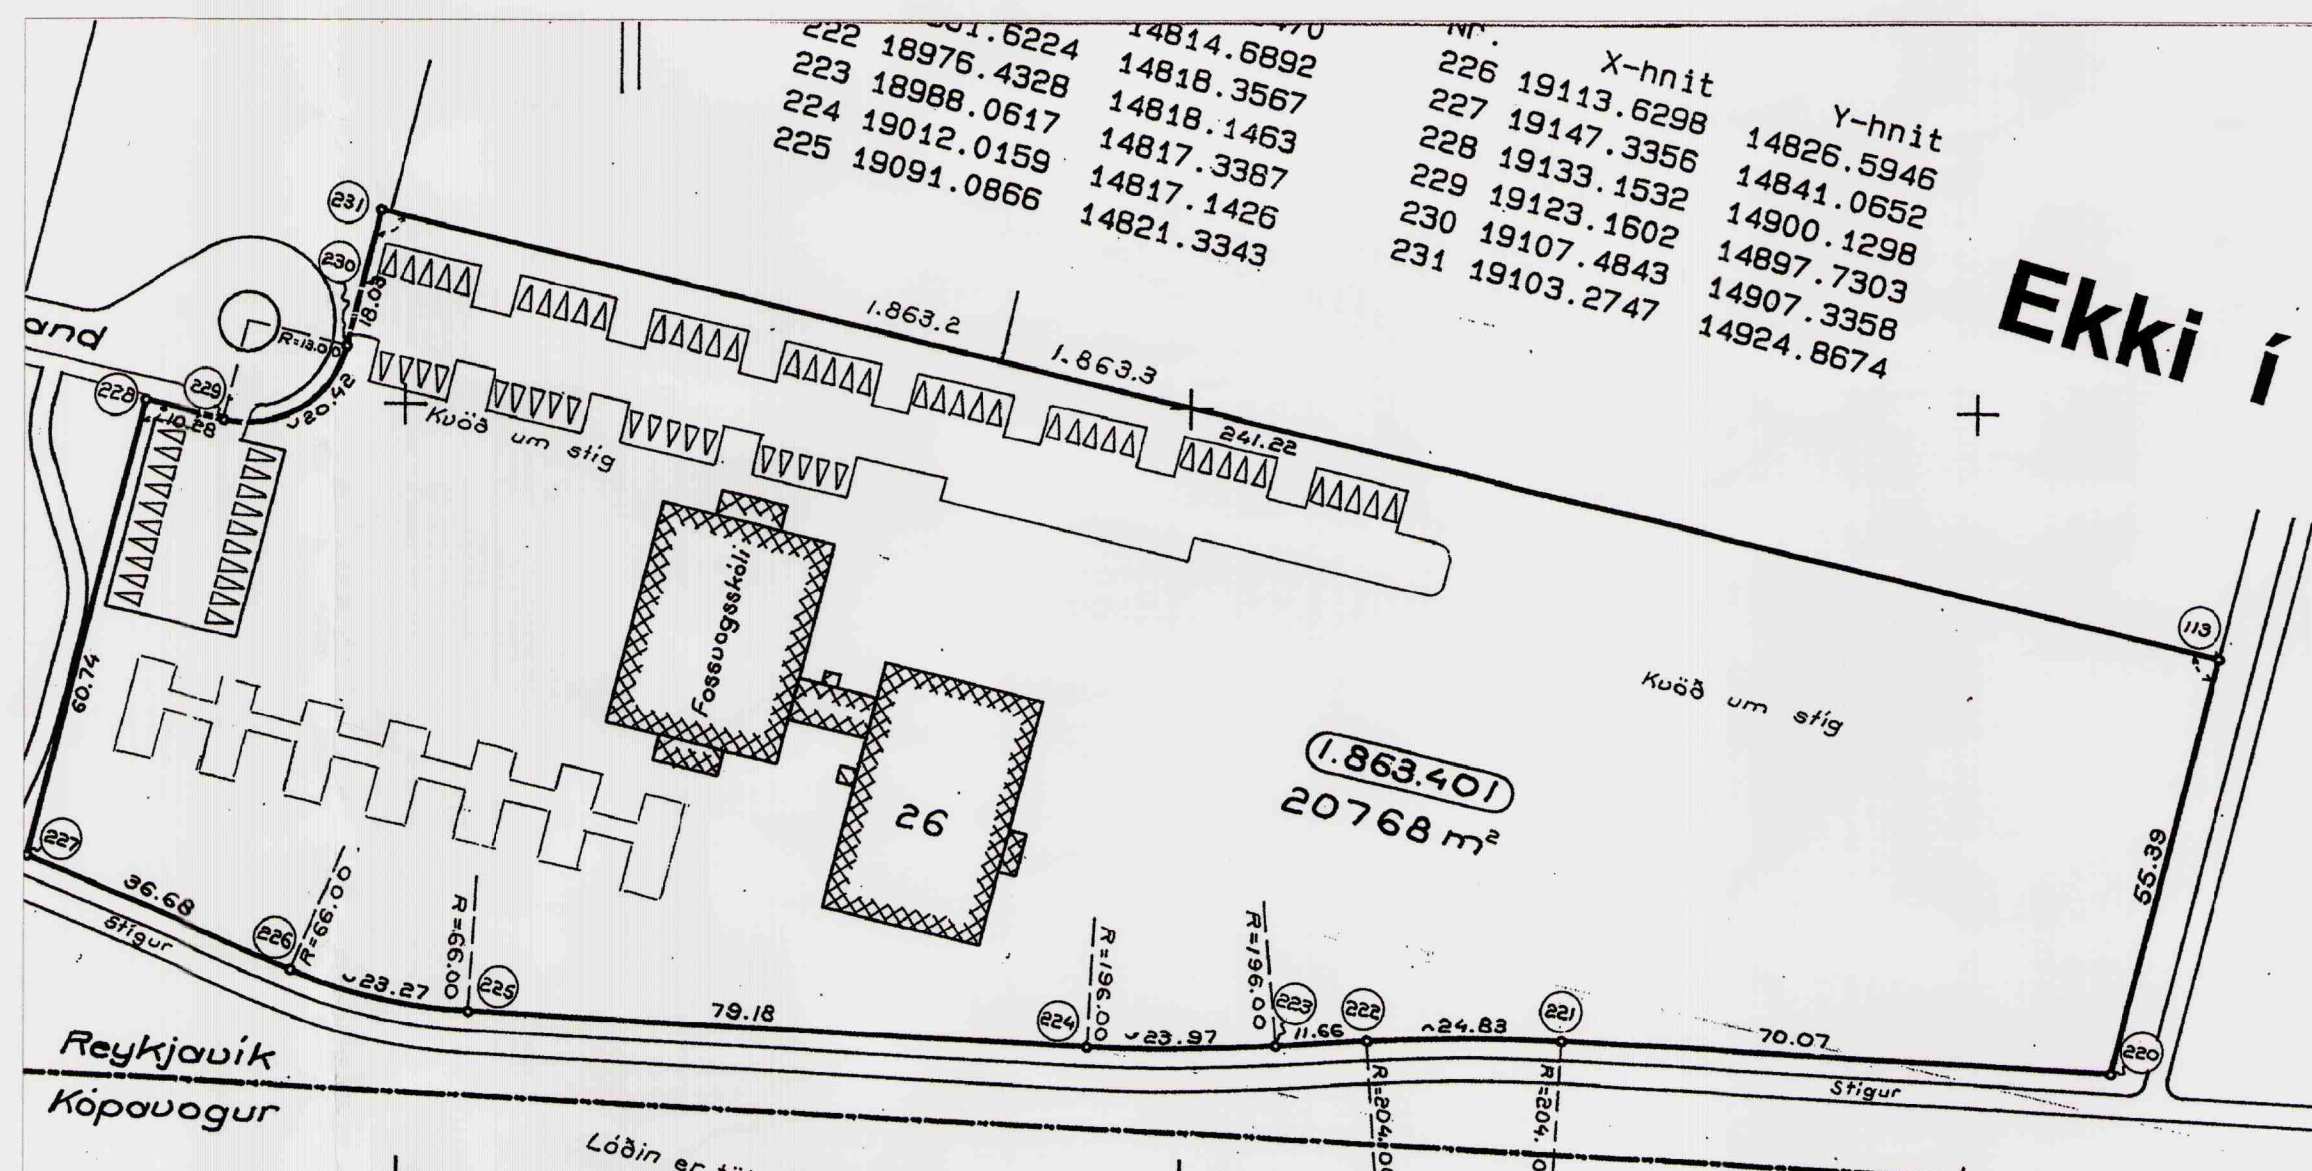 222 18976.4328 14818.3567
223 18988.0617 14818.1463
224 19012.0159 14817.3387
225 19091.0866 14817.1426
14821.3343
14814.6892
Nr. X-hnit Y-hnit
226 19113.6298 14826.5946
227 19147.3356 14841.0652
228 19133.1532 14900.1298
229 19123.1602 14897.7303
230 19107.4843 14907.3358
231 19103.2747 14924.8674
Ekki í
231
230
18.03
R=13.00
and
228
229
10.28
20.42
Kvöð um stíg
1.863.2
1.863.3
241.22
113
Fossvogsskóli
26
Kvöð um stíg
1.863.401
20768 m²
60.74
55.39
227
36.68
Stígur
226
R=66.00
23.27
R=66.00
225
79.18
224
R=196.00
23.97
R=196.00
223
11.66
222
24.83
221
70.07
220
Stígur
R=204.00
R=204.
Reykjavík
Kópavogur
Lóðin er